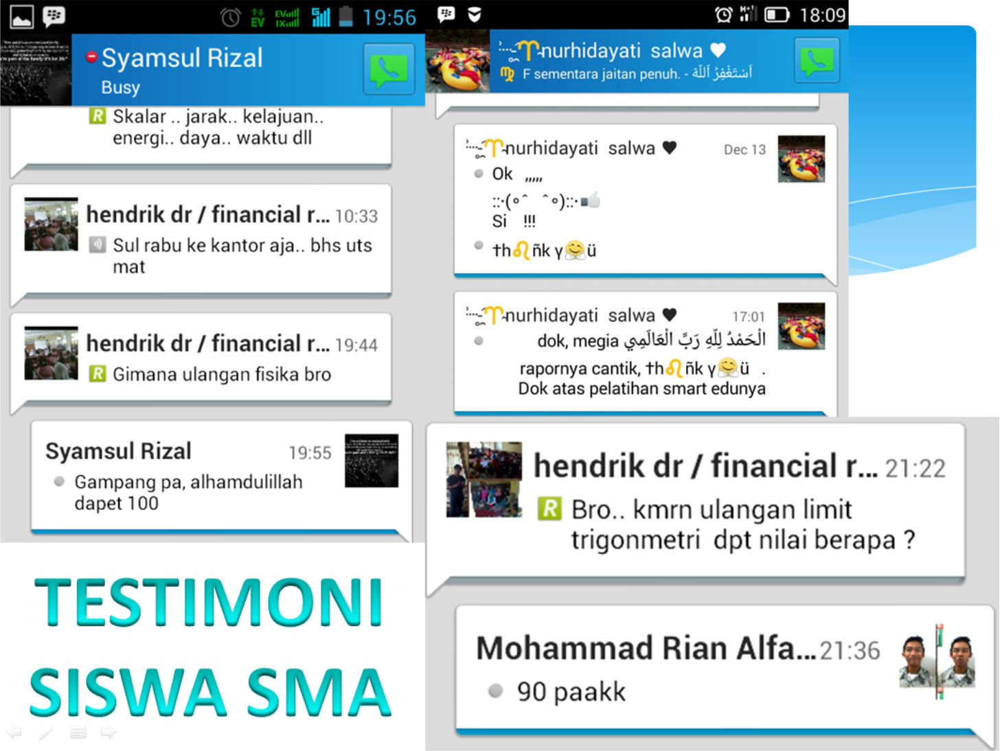 19:56
Syamsul Rizal
Busy
R Skalar .. jarak.. kelajuan..
energi.. daya.. waktu dll
hendrik dr / financial r... 10:33
Sul rabu ke kantor aja.. bhs uts
mat
hendrik dr / financial r... 19:44
R Gimana ulangan fisika bro
Syamsul Rizal 19:55
Gampang pa, alhamdulillah
dapet 100
18:09
♈nurhidayati salwa ♥
♍ F sementara jaitan penuh. - اَسْتَغْفِرُ اَللّهَ
♈nurhidayati salwa ♥ Dec 13
Ok ,,,,,
::·(∘ˆ ˆ∘)::·👍
Si !!!
†h♌ñk γ🤗ü
♈nurhidayati salwa ♥ 17:01
dok, megia الْحَمْدُ لِلّهِ رَبِّ الْعَالَمِي
rapornya cantik, †h♌ñk γ🤗ü .
Dok atas pelatihan smart edunya
hendrik dr / financial r... 21:22
R Bro.. kmrn ulangan limit
trigonmetri dpt nilai berapa ?
Mohammad Rian Alfa... 21:36
90 paakk
TESTIMONI
SISWA SMA